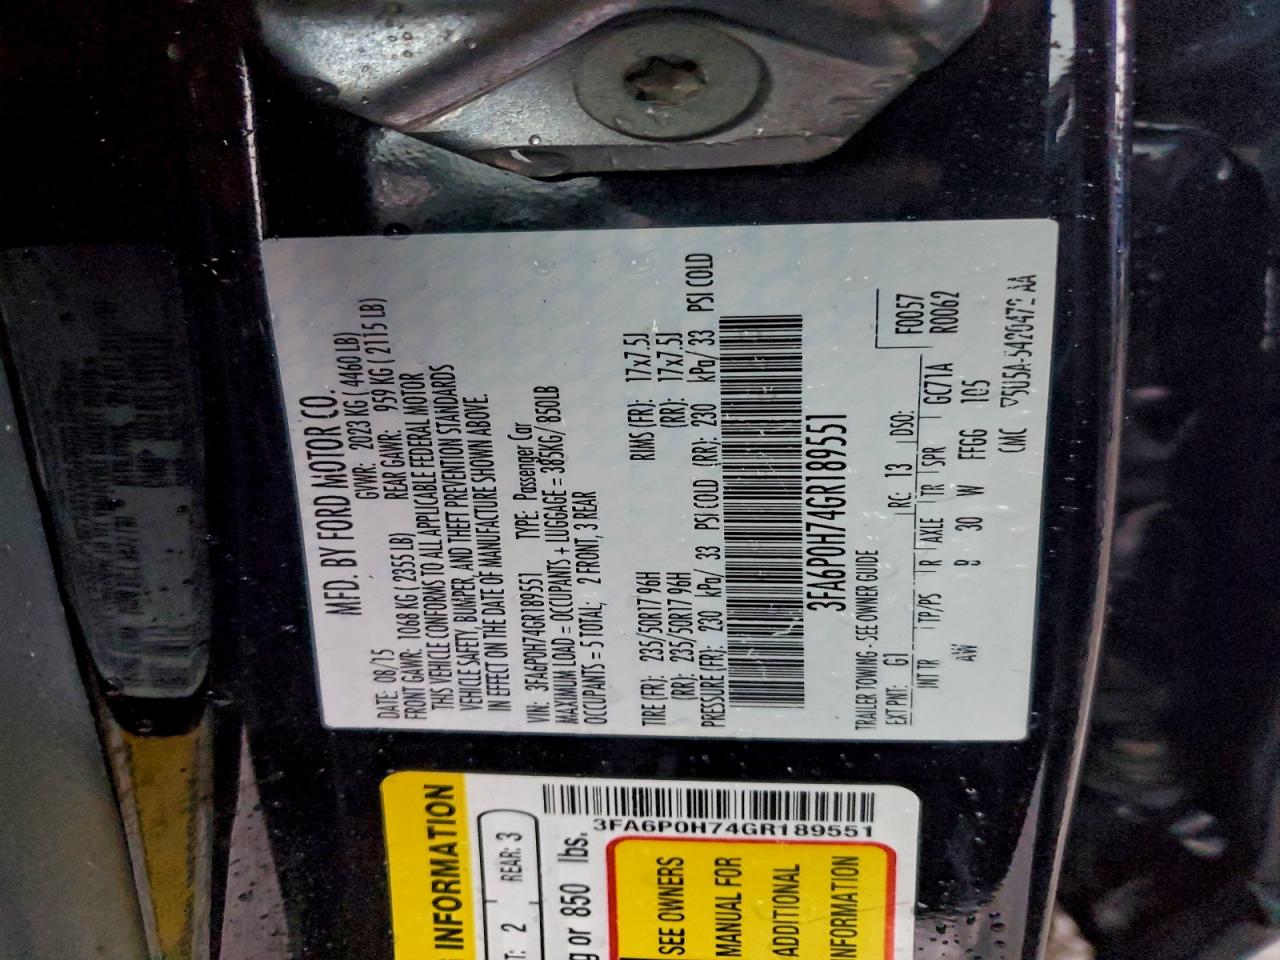 MFD. BY FORD MOTOR CO.
DATE: 08/15 GVWR: 2023 KG ( 4460 LB)
FRONT GAWR: 1068 KG ( 2355 LB) REAR GAWR: 959 KG ( 2115 LB)
THIS VEHICLE CONFORMS TO ALL APPLICABLE FEDERAL MOTOR
VEHICLE SAFETY, BUMPER, AND THEFT PREVENTION STANDARDS
IN EFFECT ON THE DATE OF MANUFACTURE SHOWN ABOVE.
VIN: 3FA6P0H74GR189551 TYPE: Passenger Car
MAXIMUM LOAD = OCCUPANTS + LUGGAGE = 385KG/ 850LB
OCCUPANTS = 5 TOTAL; 2 FRONT, 3 REAR
TIRE (FR): 235/50R17 96H RIMS (FR): 17x7.5J
(RR): 235/50R17 96H (RR): 17x7.5J
PRESSURE (FR): 230 kPa/ 33 PSI COLD (RR): 230 kPa/ 33 PSI COLD
3FA6P0H74GR189551
TRAILER TOWING - SEE OWNER GUIDE
EXT PNT: G1 RC: 13 DSO: F0057
INT TR TP/PS R AXLE TR SPR GC71A R0062
AW 8 30 W FFGG 105
CMC ▽5U5A-5420472-AA
INFORMATION
2 REAR: 3
or 850 lbs.
3FA6P0H74GR189551
SEE OWNERS
MANUAL FOR
ADDITIONAL
INFORMATION